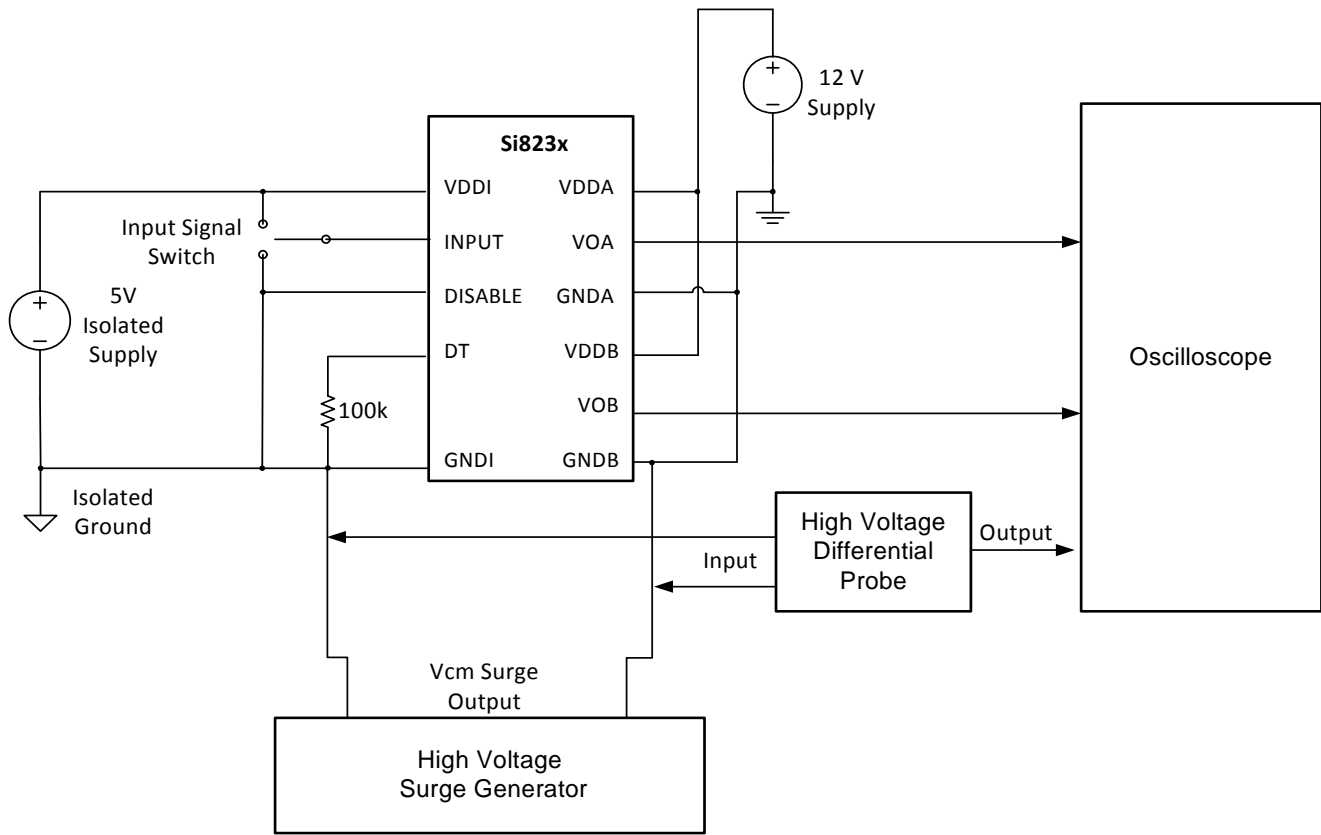 12 V
Supply
Si823x
VDDI
VDDA
Input Signal
Switch
INPUT
VOA
5V
Isolated
Supply
DISABLE
GNDA
DT
VDDB
Oscilloscope
100k
VOB
GNDI
GNDB
Isolated
Ground
High Voltage
Differential
Probe
Output
Input
Vcm Surge
Output
High Voltage
Surge Generator
+
−
+
−